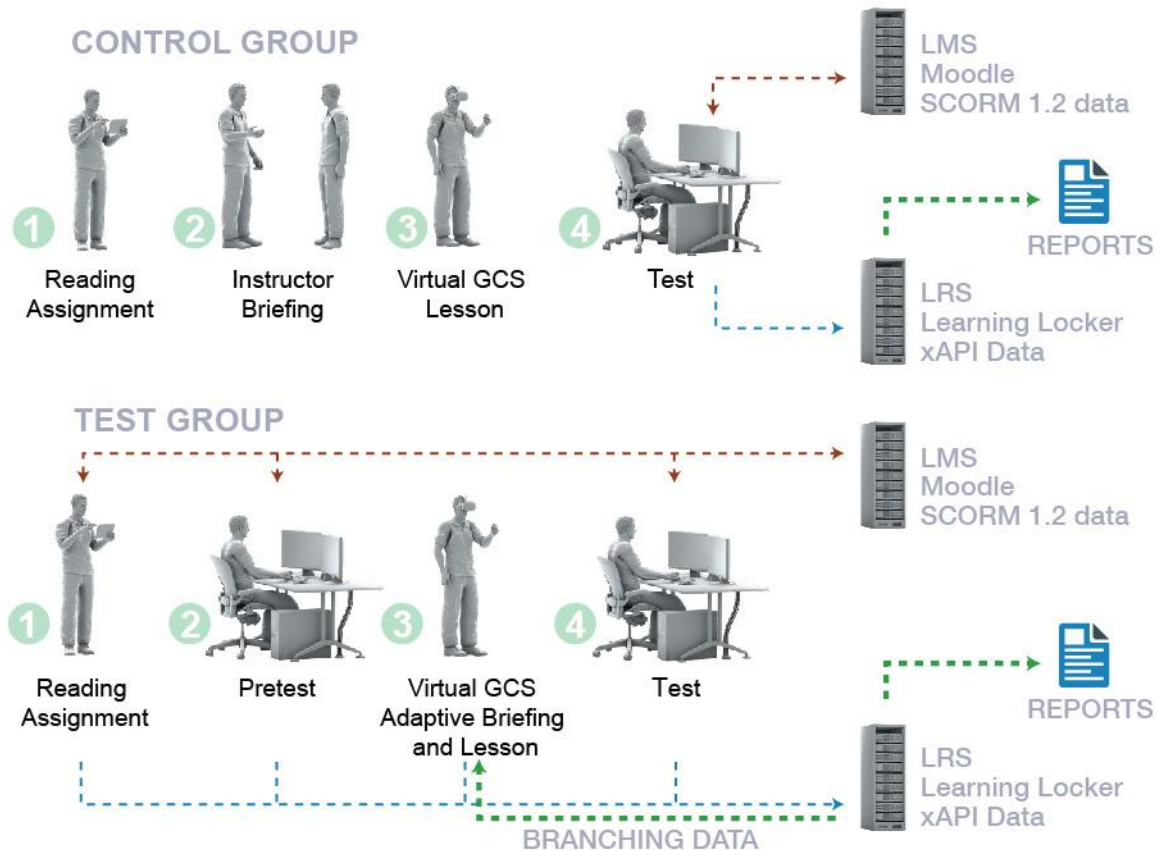 CONTROL GROUP
1
Reading
Assignment
2
Instructor
Briefing
3
Virtual GCS
Lesson
4
Test
LMS
Moodle
SCORM 1.2 data
REPORTS
LRS
Learning Locker
xAPI Data
TEST GROUP
1
Reading
Assignment
2
Pretest
3
Virtual GCS
Adaptive Briefing
and Lesson
4
Test
LMS
Moodle
SCORM 1.2 data
REPORTS
LRS
Learning Locker
xAPI Data
BRANCHING DATA